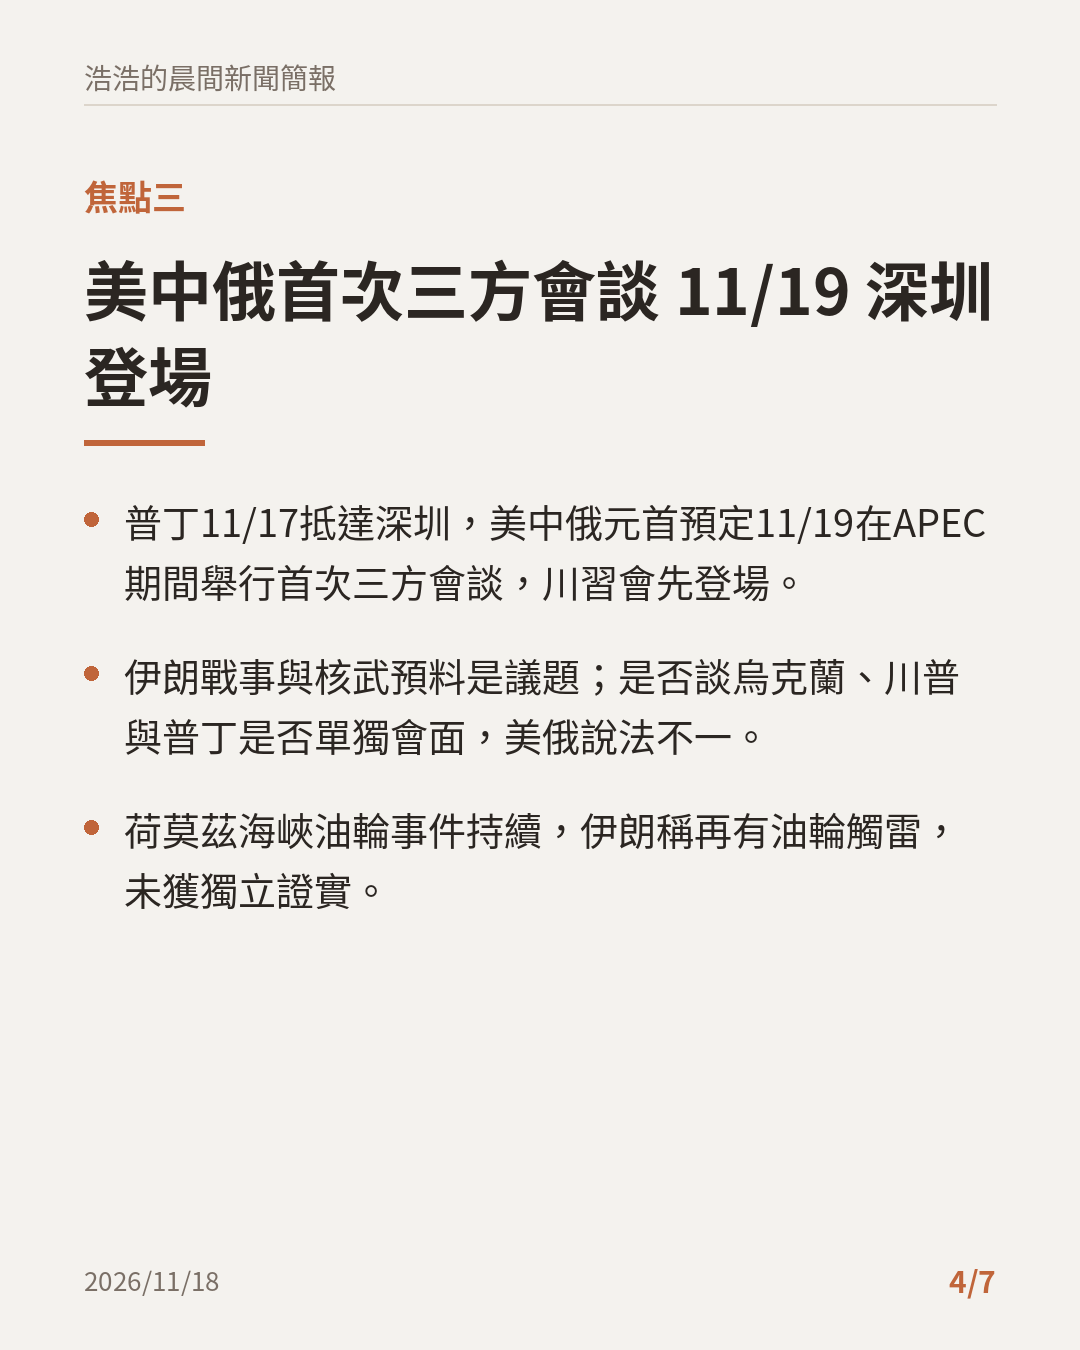 浩浩的晨間新聞簡報
焦點三
美中俄首次三方會談 11/19 深圳
登場
普丁11/17抵達深圳，美中俄元首預定11/19在APEC
期間舉行首次三方會談，川習會先登場。
伊朗戰事與核武預料是議題；是否談烏克蘭、川普
與普丁是否單獨會面，美俄說法不一。
荷莫茲海峽油輪事件持續，伊朗稱再有油輪觸雷，
未獲獨立證實。
2026/11/18
4/7